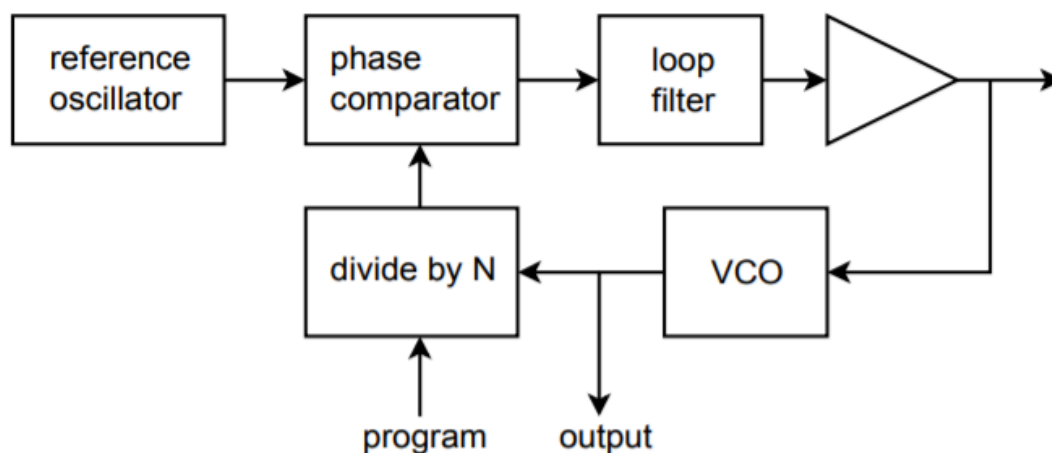 reference
oscillator
phase
comparator
loop
filter
divide by N
VCO
program
output